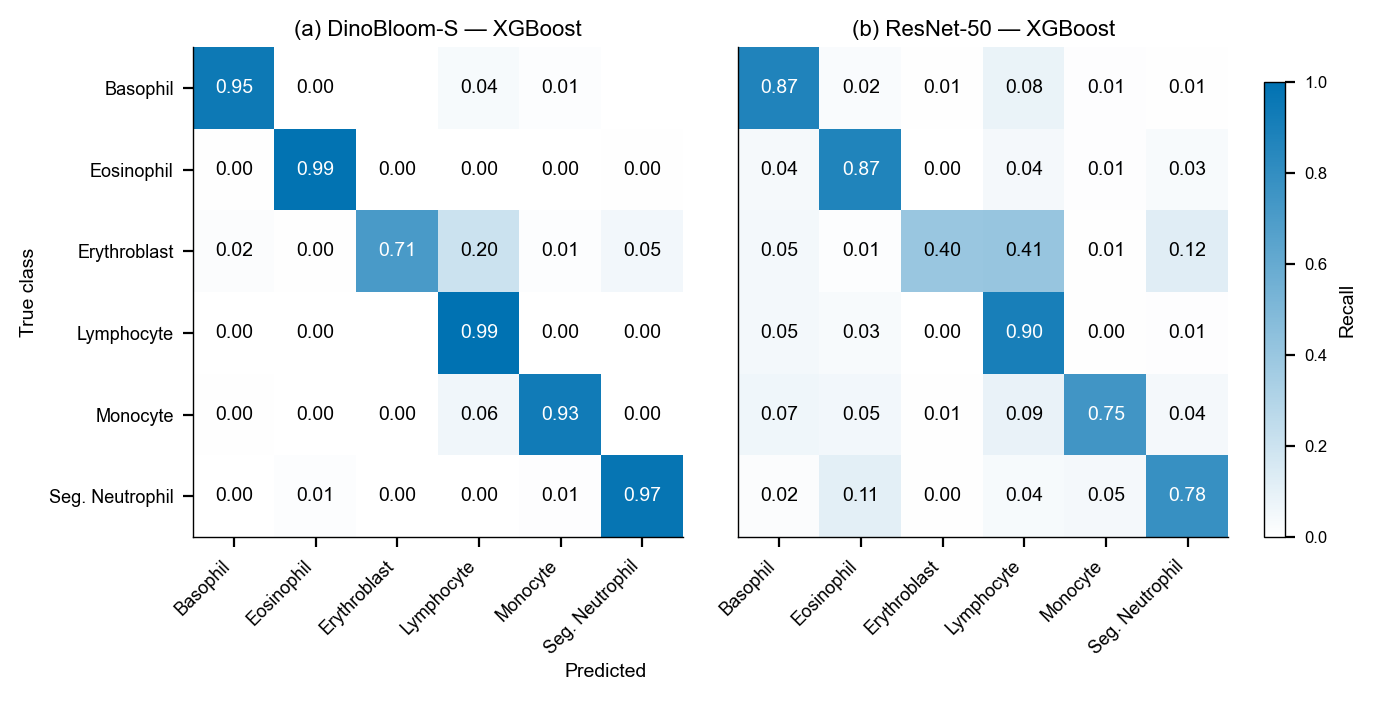 (a) DinoBloom-S — XGBoost
(b) ResNet-50 — XGBoost
True class
Basophil 0.95 0.00 0.04 0.01
Eosinophil 0.00 0.99 0.00 0.00 0.00 0.00
Erythroblast 0.02 0.00 0.71 0.20 0.01 0.05
Lymphocyte 0.00 0.00 0.99 0.00 0.00
Monocyte 0.00 0.00 0.00 0.06 0.93 0.00
Seg. Neutrophil 0.00 0.01 0.00 0.00 0.01 0.97
Basophil Eosinophil Erythroblast Lymphocyte Monocyte Seg. Neutrophil
0.87 0.02 0.01 0.08 0.01 0.01
0.04 0.87 0.00 0.04 0.01 0.03
0.05 0.01 0.40 0.41 0.01 0.12
0.05 0.03 0.00 0.90 0.00 0.01
0.07 0.05 0.01 0.09 0.75 0.04
0.02 0.11 0.00 0.04 0.05 0.78
Basophil Eosinophil Erythroblast Lymphocyte Monocyte Seg. Neutrophil
Predicted
1.0
0.8
0.6
0.4
0.2
0.0
Recall